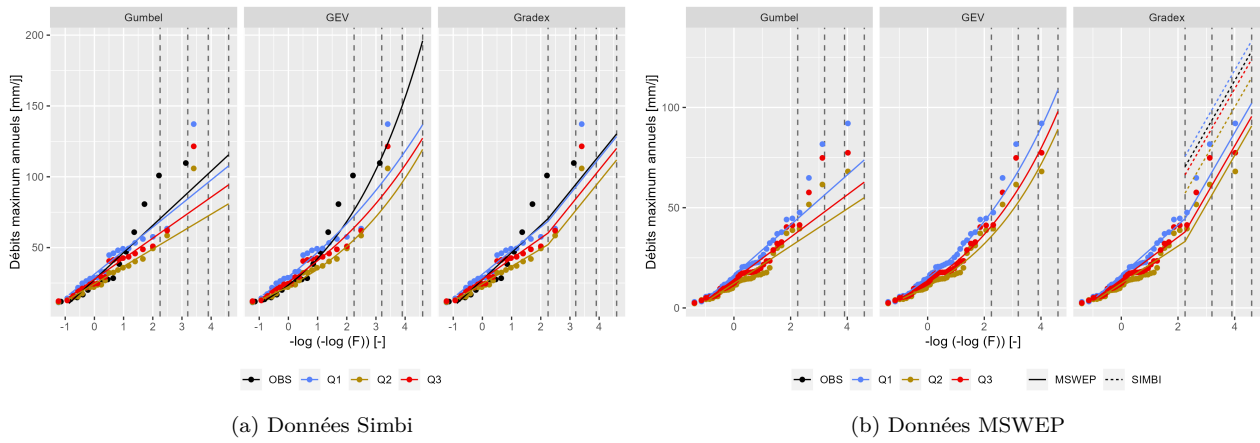 Gumbel GEV Gradex
Débits maximum annuels [mm/j]
200
150
100
50
-1 0 1 2 3 4 -1 0 1 2 3 4 -1 0 1 2 3 4
-log (-log (F)) [-]
OBS Q1 Q2 Q3
(a) Données Simbi
Gumbel GEV Gradex
Débits maximum annuels [mm/j]
100
50
0
0 2 4 0 2 4 0 2 4
-log (-log (F)) [-]
OBS Q1 Q2 Q3 MSWEP SIMBI
(b) Données MSWEP